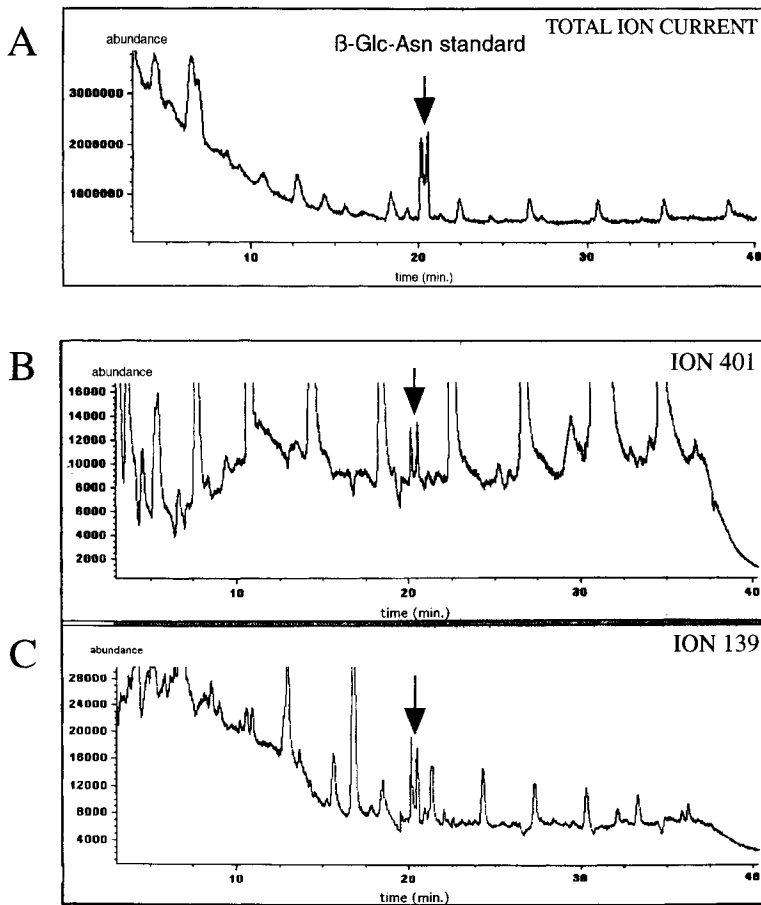 A
TOTAL ION CURRENT
abundance
ß-Glc-Asn standard
3000000
2000000
1000000
10
20
30
40
time (min.)
B
ION 401
abundance
16000
14000
12000
10000
8000
6000
4000
2000
10
20
30
40
time (min.)
C
ION 139
abundance
28000
24000
20000
16000
12000
8000
4000
10
20
30
40
time (min.)